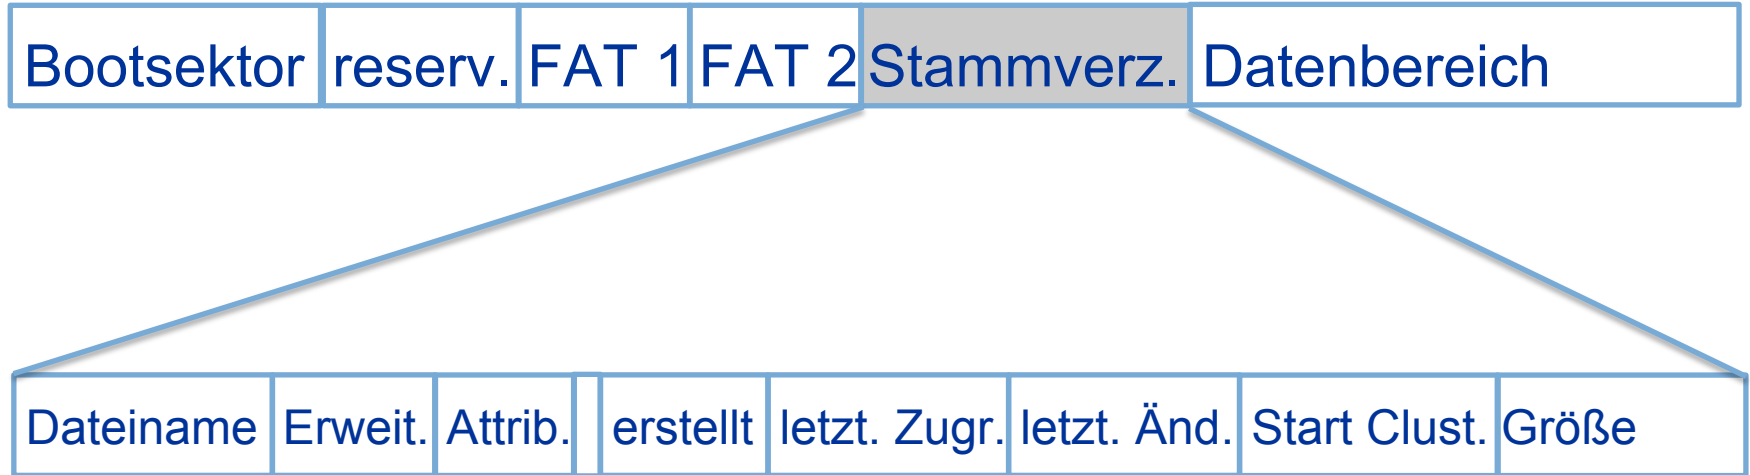 Bootsektor reserv. FAT 1 FAT 2 Stammverz. Datenbereich
Dateiname Erweit. Attrib. erstellt letzt. Zugr. letzt. Änd. Start Clust. Größe